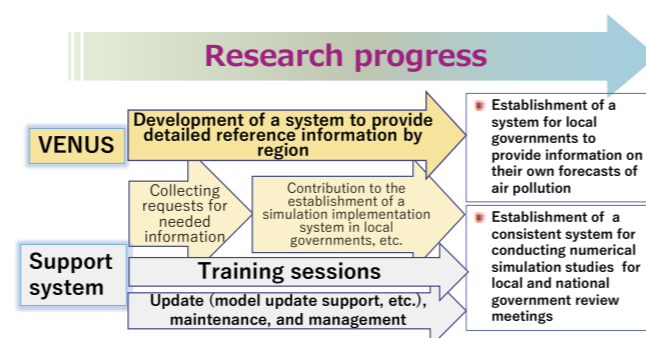 Research progress
VENUS
Development of a system to provide
detailed reference information by
region
Establishment of a
system for local
governments to
provide information on
their own forecasts of
air pollution
Collecting
requests for
needed
information
Contribution to the
establishment of a
simulation implementation
system in local
governments, etc.
Establishment of a
consistent system for
conducting numerical
simulation studies for
local and national
government review
meetings
Support
system
Training sessions
Update (model update support, etc.),
maintenance, and management